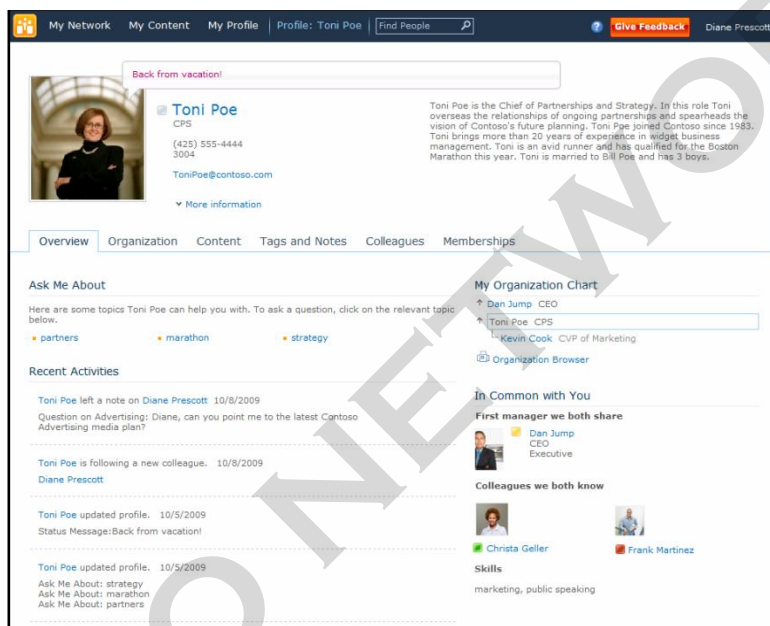 My Network My Content My Profile Profile: Toni Poe Find People ? Give Feedback Diane Prescott
Back from vacation!
Toni Poe
CPS
(425) 555-4444
3004
ToniPoe@contoso.com
More information
Toni Poe is the Chief of Partnerships and Strategy. In this role Toni
oversees the relationships of ongoing partnerships and spearheads the
vision of Contoso's future planning. Toni Poe joined Contoso since 1983.
Toni brings more than 20 years of experience in widget business
management. Toni is an avid runner and has qualified for the Boston
Marathon this year. Toni is married to Bill Poe and has 3 boys.
Overview Organization Content Tags and Notes Colleagues Memberships
Ask Me About
Here are some topics Toni Poe can help you with. To ask a question, click on the relevant topic
below.
partners marathon strategy
Recent Activities
Toni Poe left a note on Diane Prescott 10/8/2009
Question on Advertising: Diane, can you point me to the latest Contoso
Advertising media plan?
Toni Poe is following a new colleague. 10/8/2009
Diane Prescott
Toni Poe updated profile. 10/5/2009
Status Message:Back from vacation!
Toni Poe updated profile. 10/5/2009
Ask Me About: strategy
Ask Me About: marathon
Ask Me About: partners
My Organization Chart
Dan Jump CEO
Toni Poe CPS
Kevin Cook CVP of Marketing
Organization Browser
In Common with You
First manager we both share
Dan Jump
CEO
Executive
Colleagues we both know
Christa Geller Frank Martinez
Skills
marketing, public speaking
O NETWO